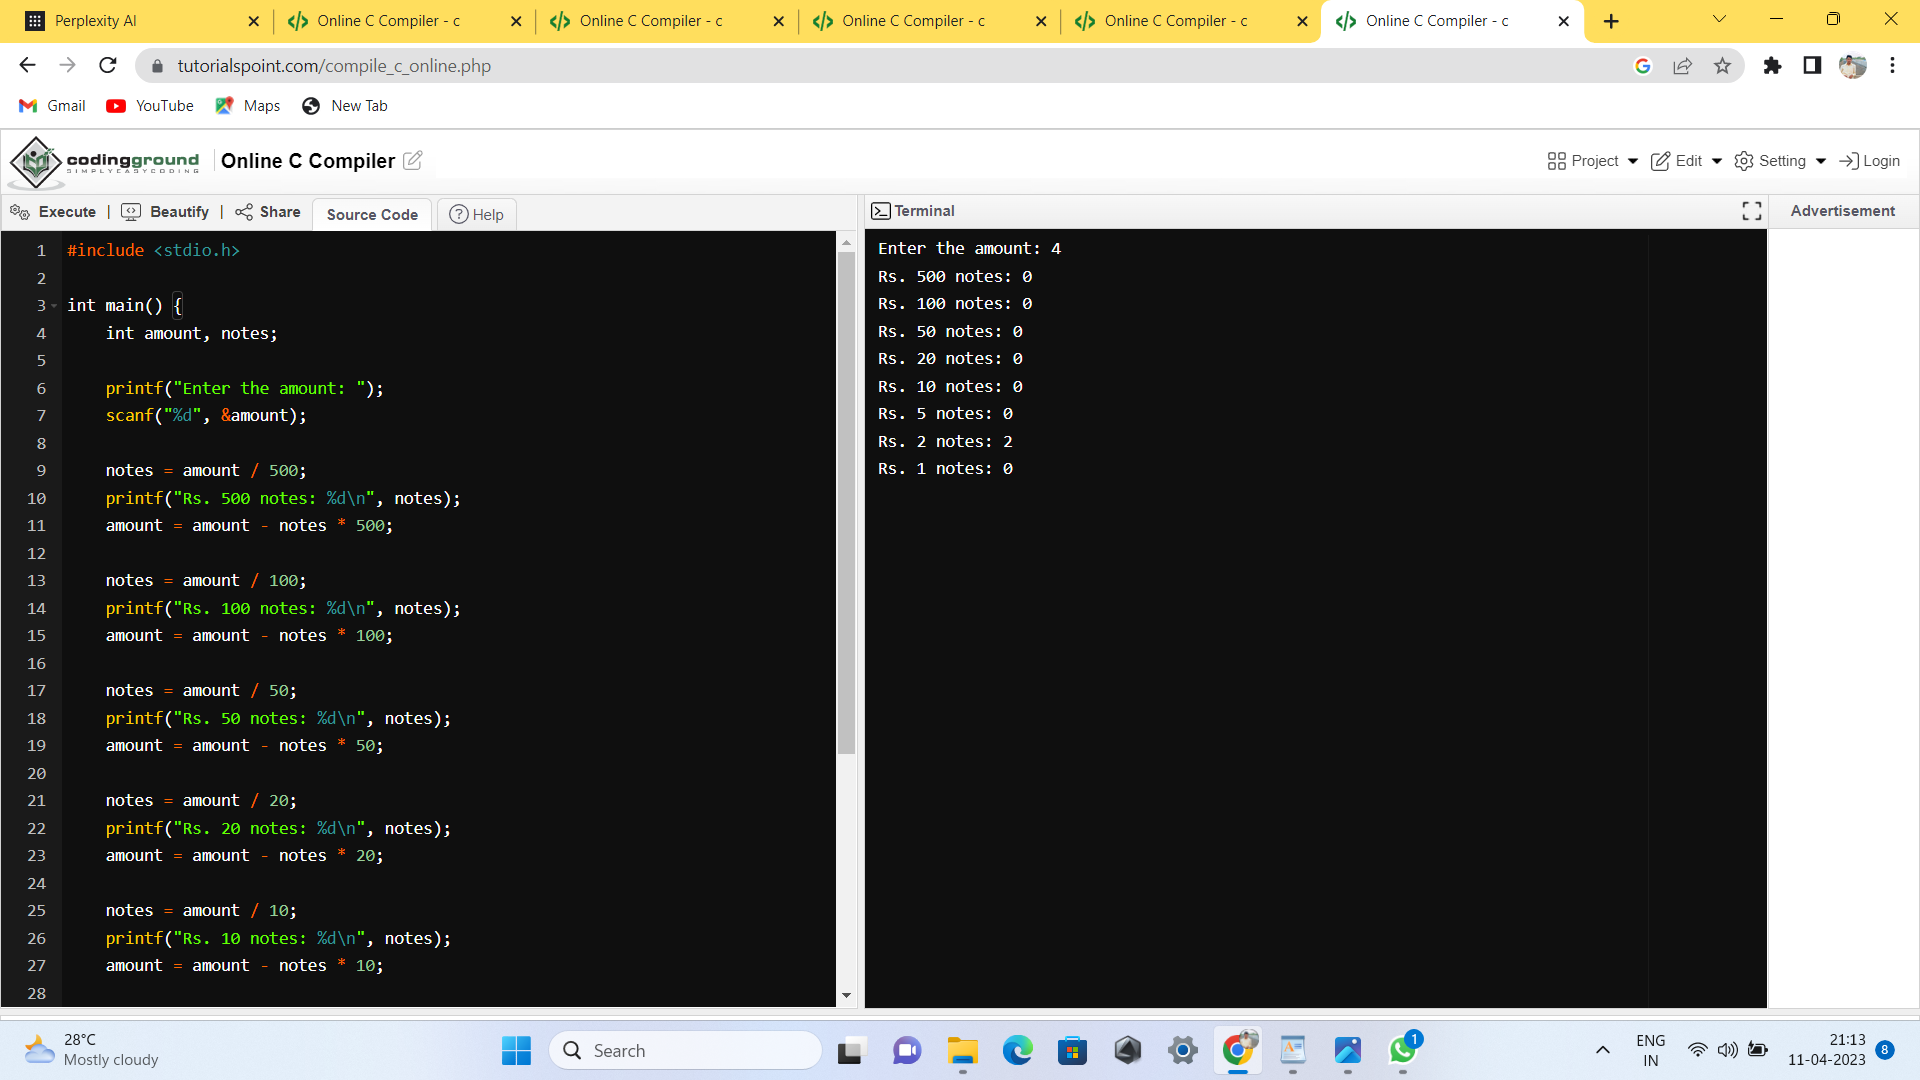 Perplexity AI
Online C Compiler - c
Online C Compiler - c
Online C Compiler - c
Online C Compiler - c
Online C Compiler - c
tutorialspoint.com/compile_c_online.php
Gmail
YouTube
Maps
New Tab
codingground
SIMPLYEASYCODING
Online C Compiler
Project
Edit
Setting
Login
Execute | Beautify | Share
Source Code
Help
1 #include <stdio.h>
2
3 int main() {
4 int amount, notes;
5
6 printf("Enter the amount: ");
7 scanf("%d", &amount);
8
9 notes = amount / 500;
10 printf("Rs. 500 notes: %d\n", notes);
11 amount = amount - notes * 500;
12
13 notes = amount / 100;
14 printf("Rs. 100 notes: %d\n", notes);
15 amount = amount - notes * 100;
16
17 notes = amount / 50;
18 printf("Rs. 50 notes: %d\n", notes);
19 amount = amount - notes * 50;
20
21 notes = amount / 20;
22 printf("Rs. 20 notes: %d\n", notes);
23 amount = amount - notes * 20;
24
25 notes = amount / 10;
26 printf("Rs. 10 notes: %d\n", notes);
27 amount = amount - notes * 10;
28
Terminal
Enter the amount: 4
Rs. 500 notes: 0
Rs. 100 notes: 0
Rs. 50 notes: 0
Rs. 20 notes: 0
Rs. 10 notes: 0
Rs. 5 notes: 0
Rs. 2 notes: 2
Rs. 1 notes: 0
Advertisement
28°C
Mostly cloudy
Search
1
ENG
IN
21:13
11-04-2023
8